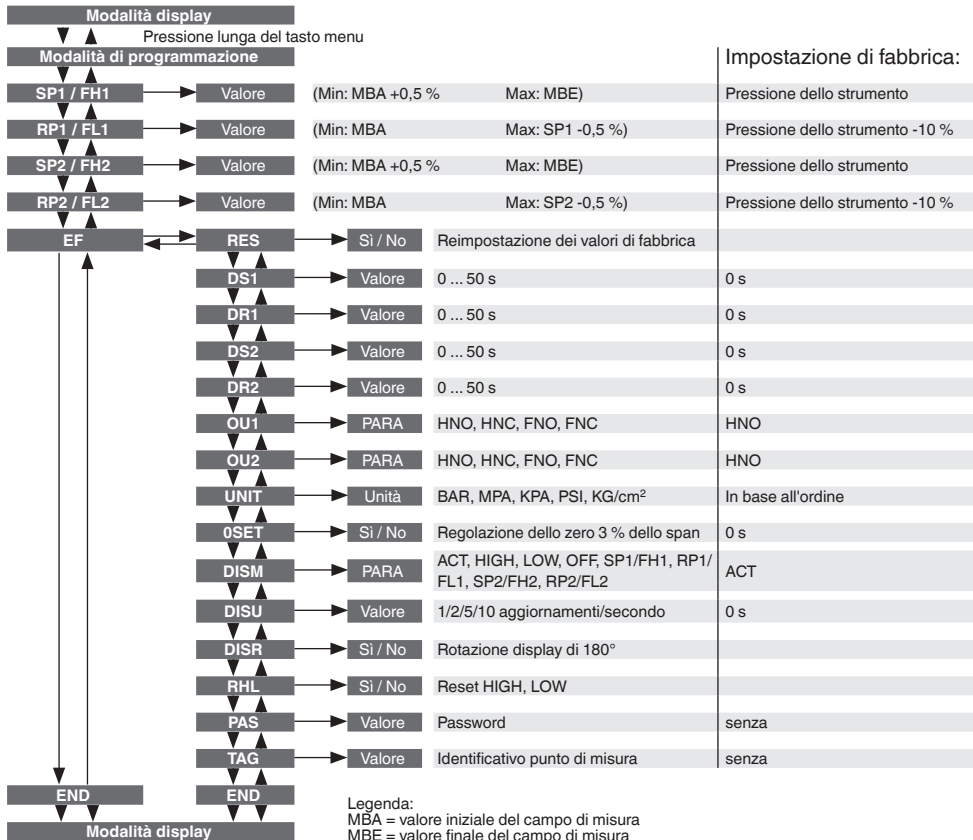 Modalità display
Pressione lunga del tasto menu
Modalità di programmazione
Impostazione di fabbrica:
SP1 / FH1 Valore (Min: MBA +0,5 % Max: MBE) Pressione dello strumento
RP1 / FL1 Valore (Min: MBA Max: SP1 -0,5 %) Pressione dello strumento -10 %
SP2 / FH2 Valore (Min: MBA +0,5 % Max: MBE) Pressione dello strumento
RP2 / FL2 Valore (Min: MBA Max: SP2 -0,5 %) Pressione dello strumento -10 %
EF RES Sì / No Reimpostazione dei valori di fabbrica
DS1 Valore 0 ... 50 s 0 s
DR1 Valore 0 ... 50 s 0 s
DS2 Valore 0 ... 50 s 0 s
DR2 Valore 0 ... 50 s 0 s
OU1 PARA HNO, HNC, FNO, FNC HNO
OU2 PARA HNO, HNC, FNO, FNC HNO
UNIT Unità BAR, MPA, KPA, PSI, KG/cm² In base all'ordine
0SET Sì / No Regolazione dello zero 3 % dello span 0 s
DISM PARA ACT, HIGH, LOW, OFF, SP1/FH1, RP1/
FL1, SP2/FH2, RP2/FL2 ACT
DISU Valore 1/2/5/10 aggiornamenti/secondo 0 s
DISR Sì / No Rotazione display di 180°
RHL Sì / No Reset HIGH, LOW
PAS Valore Password senza
TAG Valore Identificativo punto di misura senza
END END
Modalità display
Legenda:
MBA = valore iniziale del campo di misura
MBE = valore finale del campo di misura